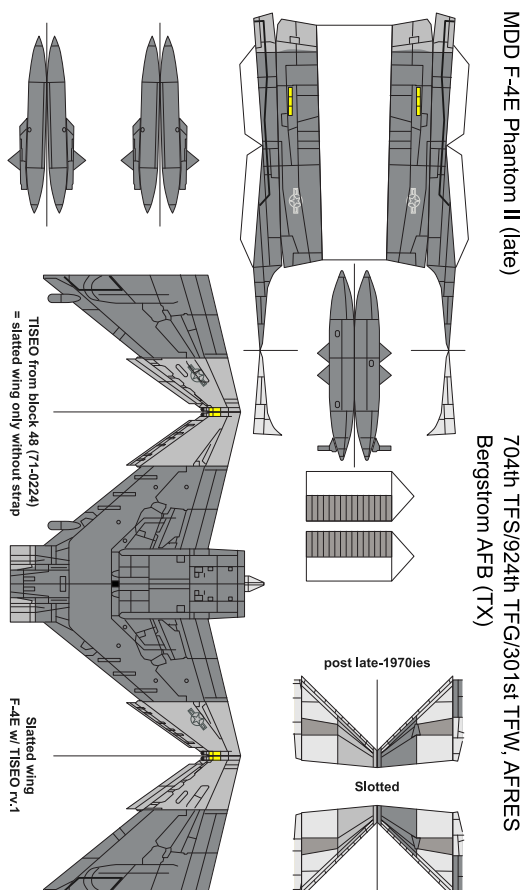 MDD F-4E Phantom II (late)
704th TFS/924th TFG/301st TFW, AFRES
Bergstrom AFB (TX)
TISEO from block 48 (71-0224)
= slatted wing only without strap
post late-1970ies
Slotted
Slatted wing
F-4E w/ TISEO rv.1